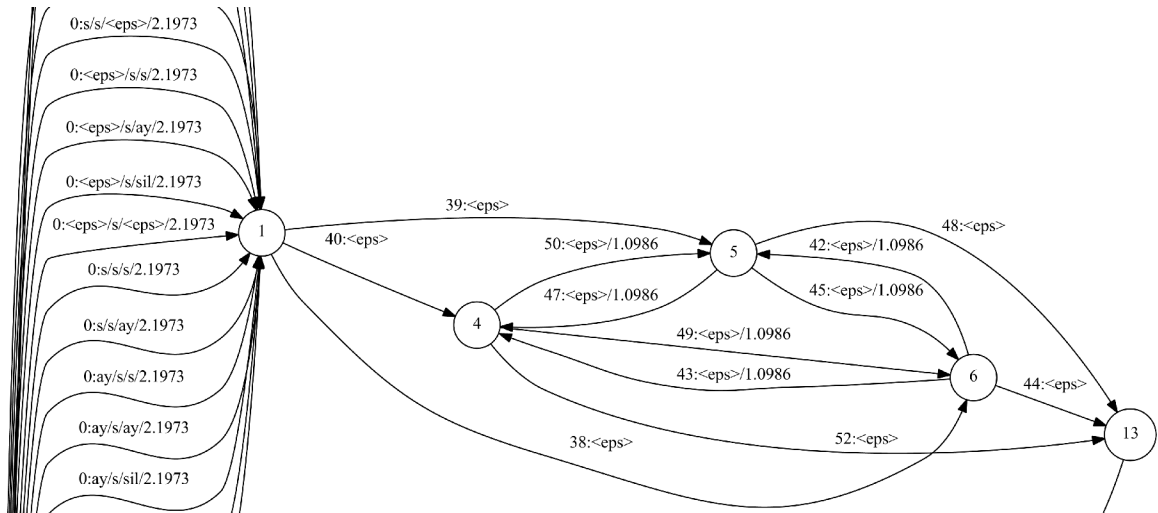 0:s/s/<eps>/2.1973
0:<eps>/s/s/2.1973
0:<eps>/s/ay/2.1973
0:<eps>/s/sil/2.1973
0:<eps>/s/<eps>/2.1973
0:s/s/s/2.1973
0:s/s/ay/2.1973
0:ay/s/s/2.1973
0:ay/s/ay/2.1973
0:ay/s/sil/2.1973
1
39:<eps>
40:<eps>
38:<eps>
4
50:<eps>/1.0986
47:<eps>/1.0986
49:<eps>/1.0986
43:<eps>/1.0986
52:<eps>
5
48:<eps>
42:<eps>/1.0986
45:<eps>/1.0986
6
44:<eps>
13